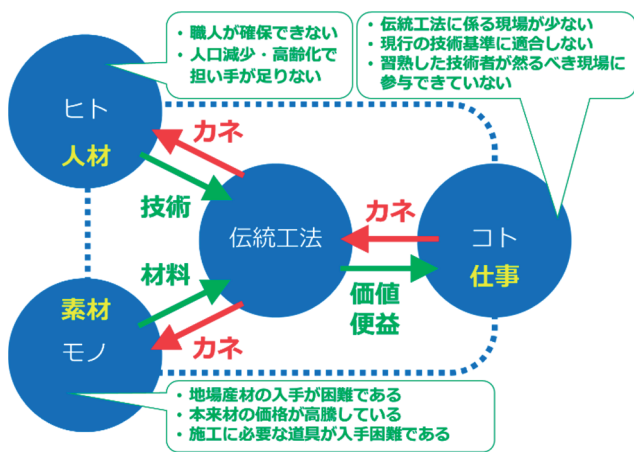 ・職人が確保できない
・人口減少・高齢化で
担い手が足りない
・伝統工法に係る現場が少ない
・現行の技術基準に適合しない
・習熟した技術者が然るべき現場に
参与できていない
ヒト
人材
カネ
技術
伝統工法
カネ
コト
仕事
価値
便益
素材
モノ
材料
カネ
・地場産材の入手が困難である
・本来材の価格が高騰している
・施工に必要な道具が入手困難である